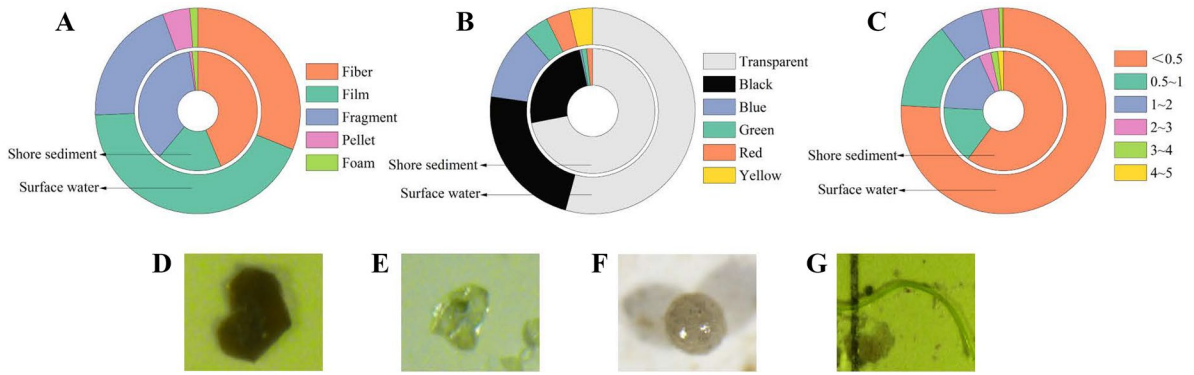 A
Fiber
Film
Fragment
Pellet
Foam
Shore sediment
Surface water
B
Transparent
Black
Blue
Green
Red
Yellow
Shore sediment
Surface water
C
<0.5
0.5~1
1~2
2~3
3~4
4~5
Shore sediment
Surface water
D
E
F
G